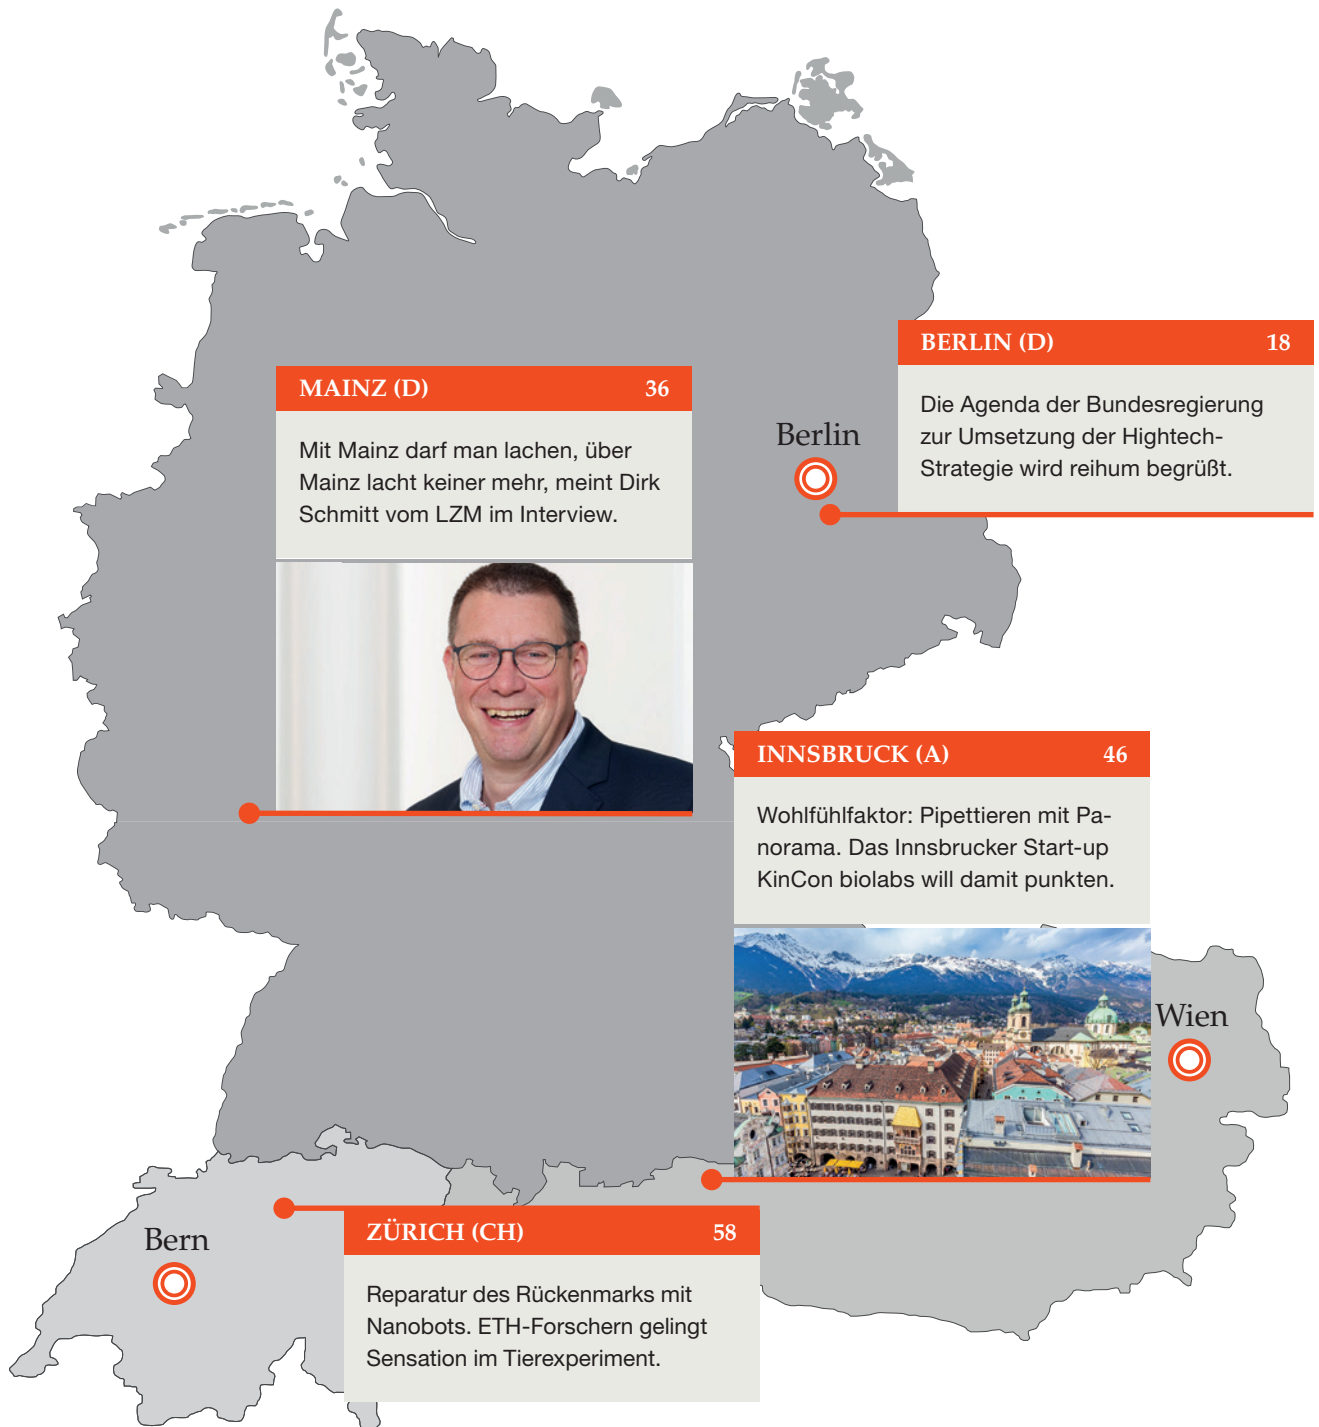 BERLIN (D) 18
Die Agenda der Bundesregierung
zur Umsetzung der Hightech-
Strategie wird reihum begrüßt.
MAINZ (D) 36
Mit Mainz darf man lachen, über
Mainz lacht keiner mehr, meint Dirk
Schmitt vom LZM im Interview.
Berlin
INNSBRUCK (A) 46
Wohlfühlfaktor: Pipettieren mit Pa-
norama. Das Innsbrucker Start-up
KinCon biolabs will damit punkten.
Wien
ZÜRICH (CH) 58
Reparatur des Rückenmarks mit
Nanobots. ETH-Forschern gelingt
Sensation im Tierexperiment.
Bern